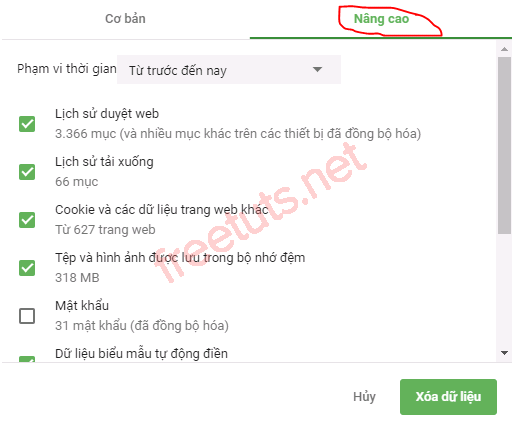 Cơ bản
Nâng cao
Phạm vi thời gian
Từ trước đến nay
Lịch sử duyệt web
3.366 mục (và nhiều mục khác trên các thiết bị đã đồng bộ hóa)
Lịch sử tải xuống
66 mục
Cookie và các dữ liệu trang web khác
Từ 627 trang web
Tệp và hình ảnh được lưu trong bộ nhớ đệm
318 MB
Mật khẩu
31 mật khẩu (đã đồng bộ hóa)
Dữ liệu biểu mẫu tự động điền
Hủy
Xóa dữ liệu
freetuts.net